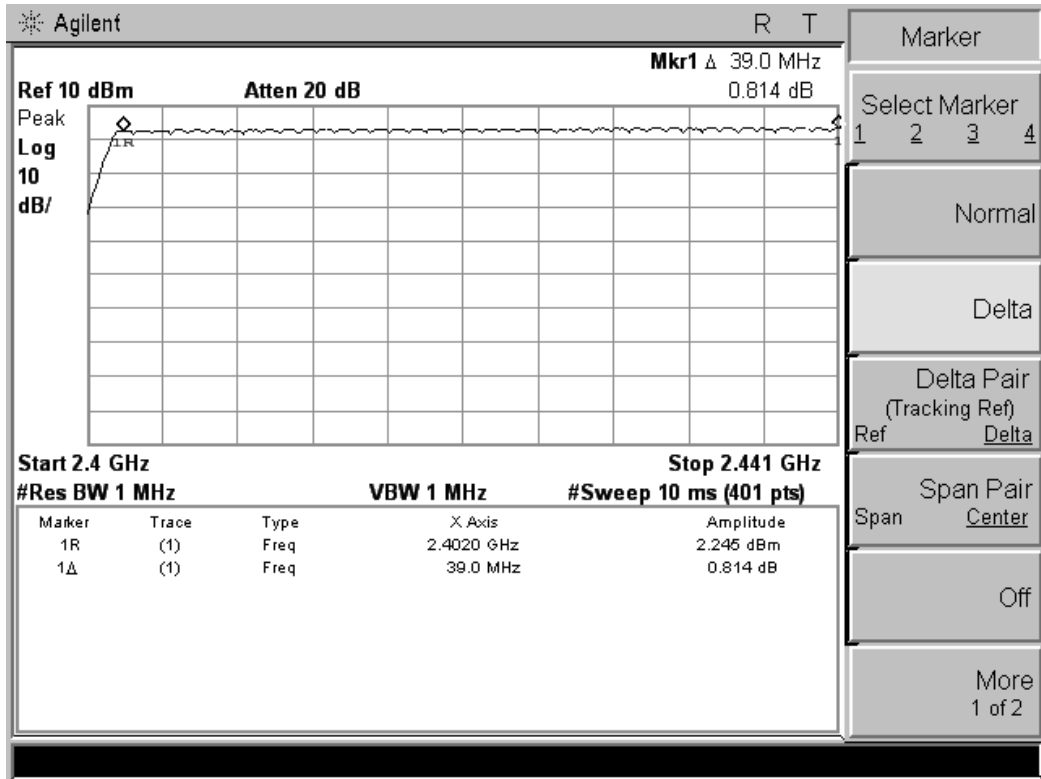 Agilent R T
Mkr1 Δ 39.0 MHz
Ref 10 dBm Atten 20 dB 0.814 dB
Peak
Log
10
dB/
1R
1
Start 2.4 GHz Stop 2.441 GHz
#Res BW 1 MHz VBW 1 MHz #Sweep 10 ms (401 pts)
Marker Trace Type X Axis Amplitude
1R (1) Freq 2.4020 GHz 2.245 dBm
1Δ (1) Freq 39.0 MHz 0.814 dB
Marker
Select Marker
1 2 3 4
Normal
Delta
Delta Pair
(Tracking Ref)
Ref Delta
Span Pair
Span Center
Off
More
1 of 2